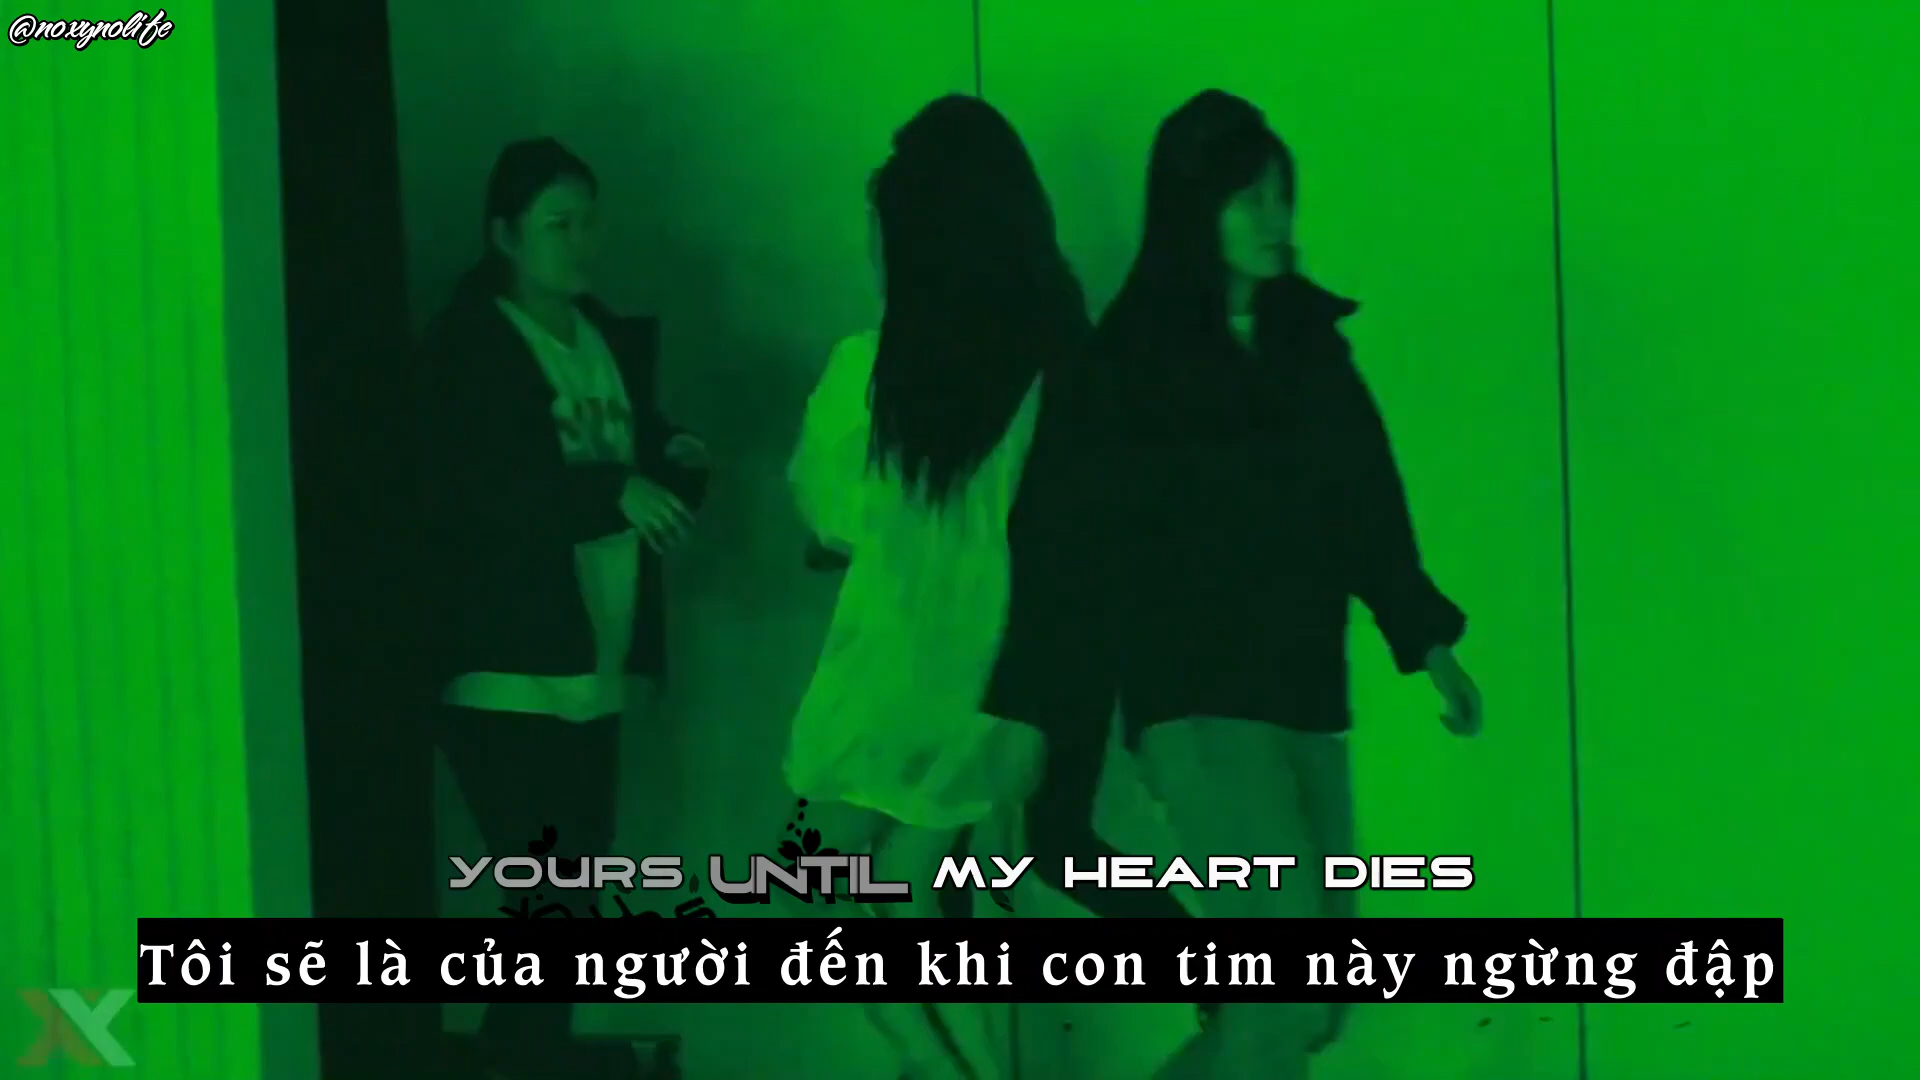 @noxynolife
YOURS UNTIL MY HEART DIES
Tôi sẽ là của người đến khi con tim này ngừng đập